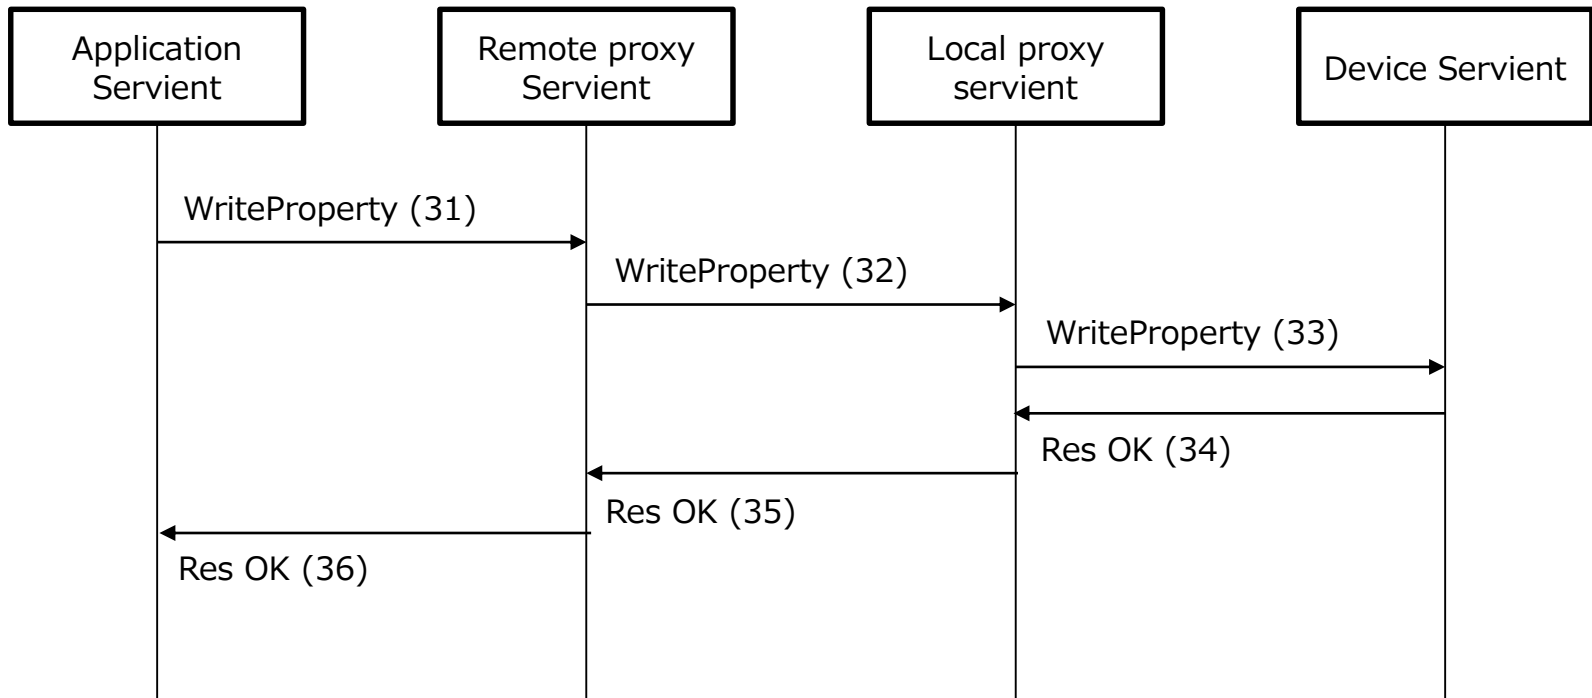 Application
Servient
Remote proxy
Servient
Local proxy
servient
Device Servient
WriteProperty (31)
WriteProperty (32)
WriteProperty (33)
Res OK (34)
Res OK (35)
Res OK (36)